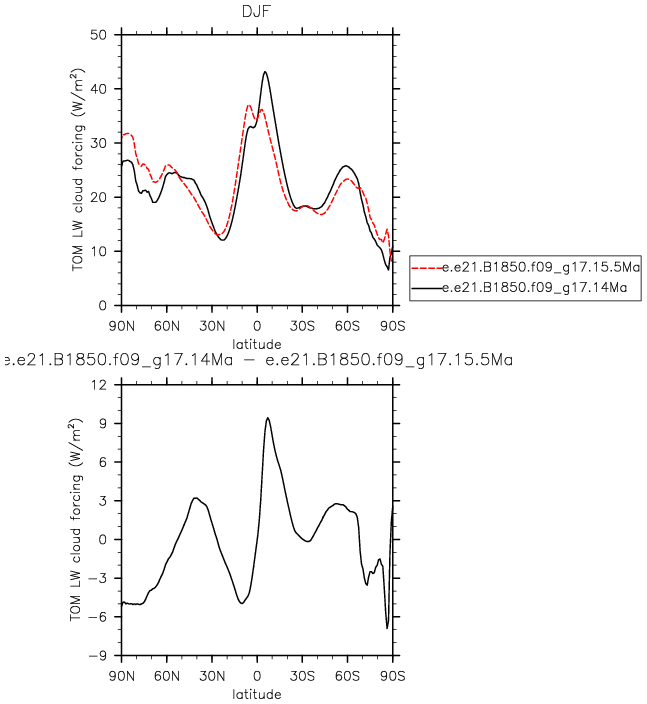 DJF
50
40
30
20
10
0
TOM LW cloud forcing (W/m²)
90N 60N 30N 0 30S 60S 90S
latitude
e.e21.B1850.f09_g17.15.5Ma
e.e21.B1850.f09_g17.14Ma
e.e21.B1850.f09_g17.14Ma – e.e21.B1850.f09_g17.15.5Ma
12
9
6
3
0
−3
−6
−9
TOM LW cloud forcing (W/m²)
90N 60N 30N 0 30S 60S 90S
latitude